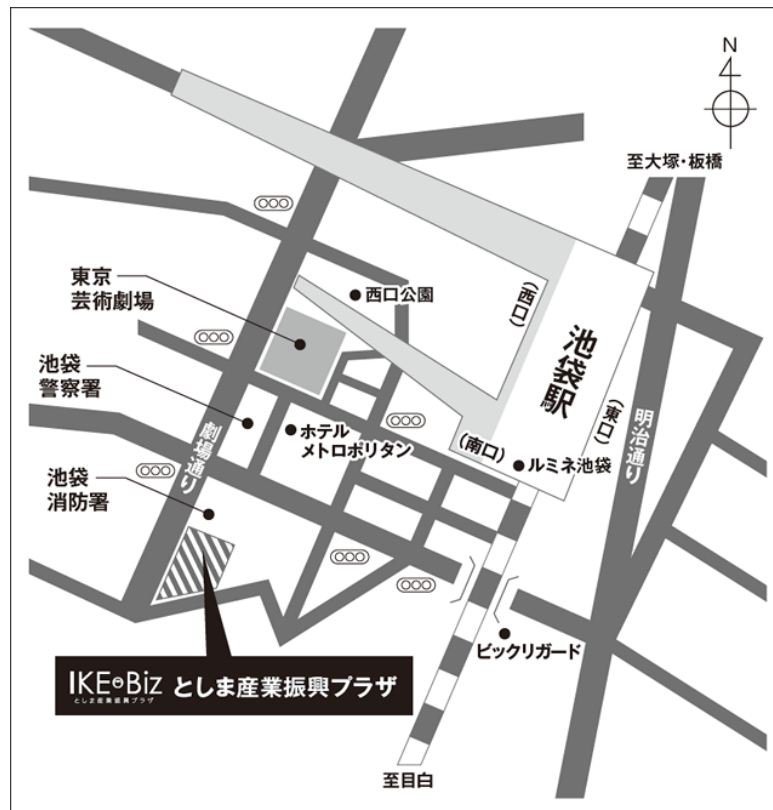 N
至大塚・板橋
東京
芸術劇場
西口公園
(西口)
池袋駅
(東口)
明治通り
池袋
警察署
ホテル
メトロポリタン
(南口)
ルミネ池袋
劇場通り
池袋
消防署
ビックリガード
IKE・Biz としま産業振興プラザ
としま産業振興プラザ
至目白